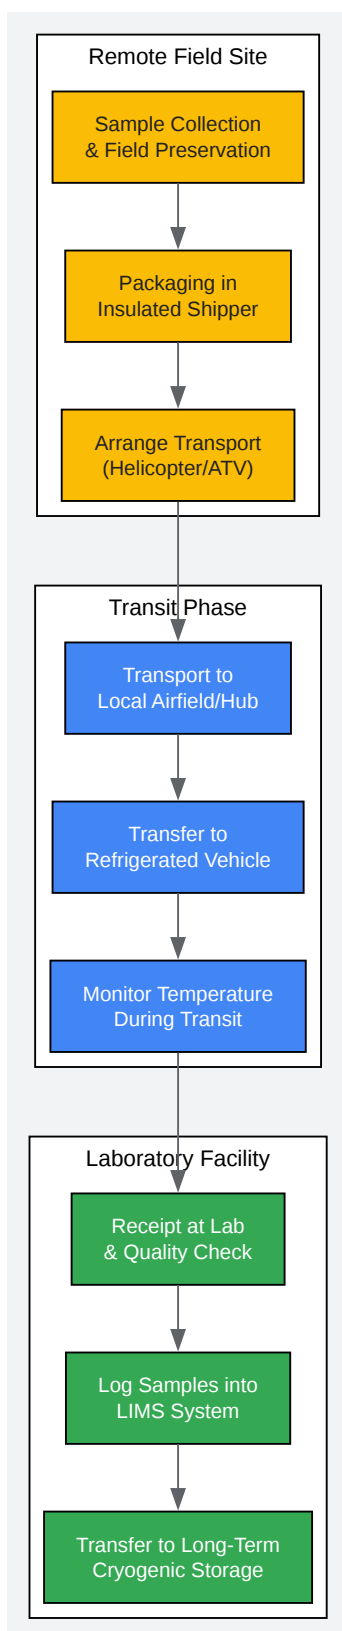 Remote Field Site
Sample Collection
& Field Preservation
Packaging in
Insulated Shipper
Arrange Transport
(Helicopter/ATV)
Transit Phase
Transport to
Local Airfield/Hub
Transfer to
Refrigerated Vehicle
Monitor Temperature
During Transit
Laboratory Facility
Receipt at Lab
& Quality Check
Log Samples into
LIMS System
Transfer to Long-Term
Cryogenic Storage